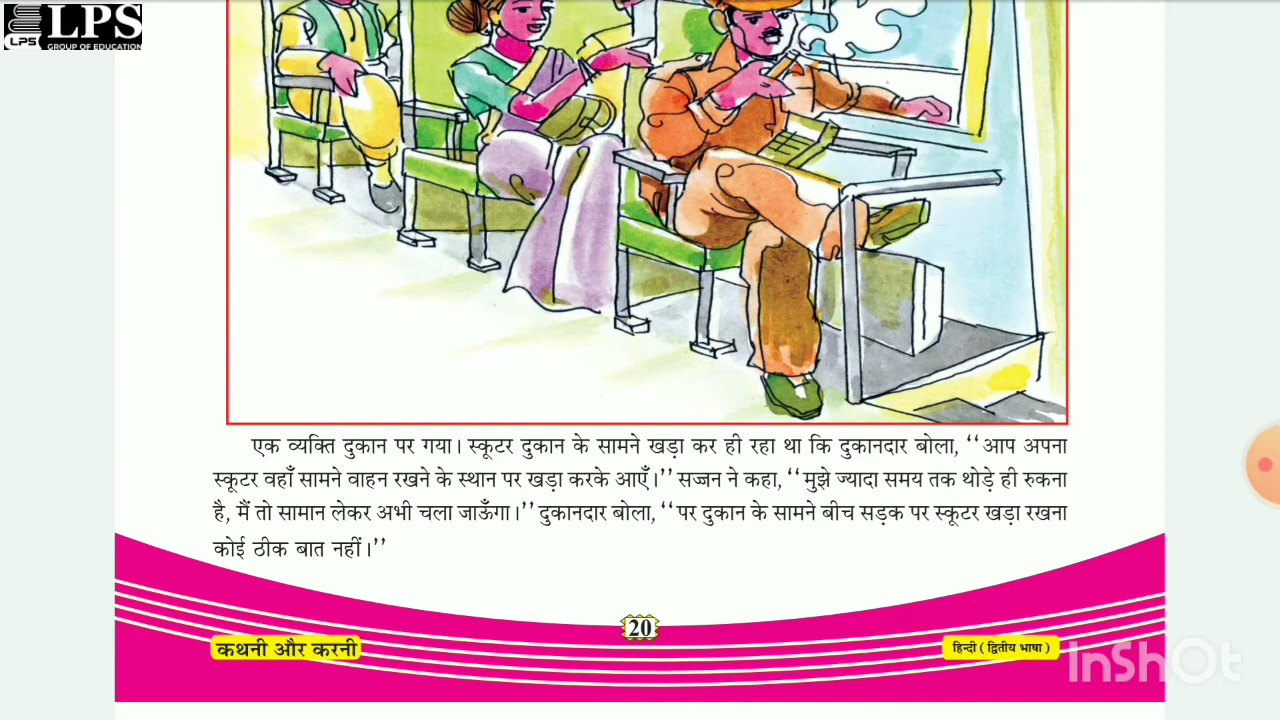 LPS
LPS GROUP OF EDUCATION
एक व्यक्ति दुकान पर गया। स्कूटर दुकान के सामने खड़ा कर ही रहा था कि दुकानदार बोला, ‘‘आप अपना
स्कूटर वहाँ सामने वाहन रखने के स्थान पर खड़ा करके आएँ।’’ सज्जन ने कहा, ‘‘मुझे ज्यादा समय तक थोड़े ही रुकना
है, मैं तो सामान लेकर अभी चला जाऊँगा।’’ दुकानदार बोला, ‘‘पर दुकान के सामने बीच सड़क पर स्कूटर खड़ा रखना
कोई ठीक बात नहीं।’’
20
कथनी और करनी
हिन्दी ( द्वितीय भाषा )
InShOt